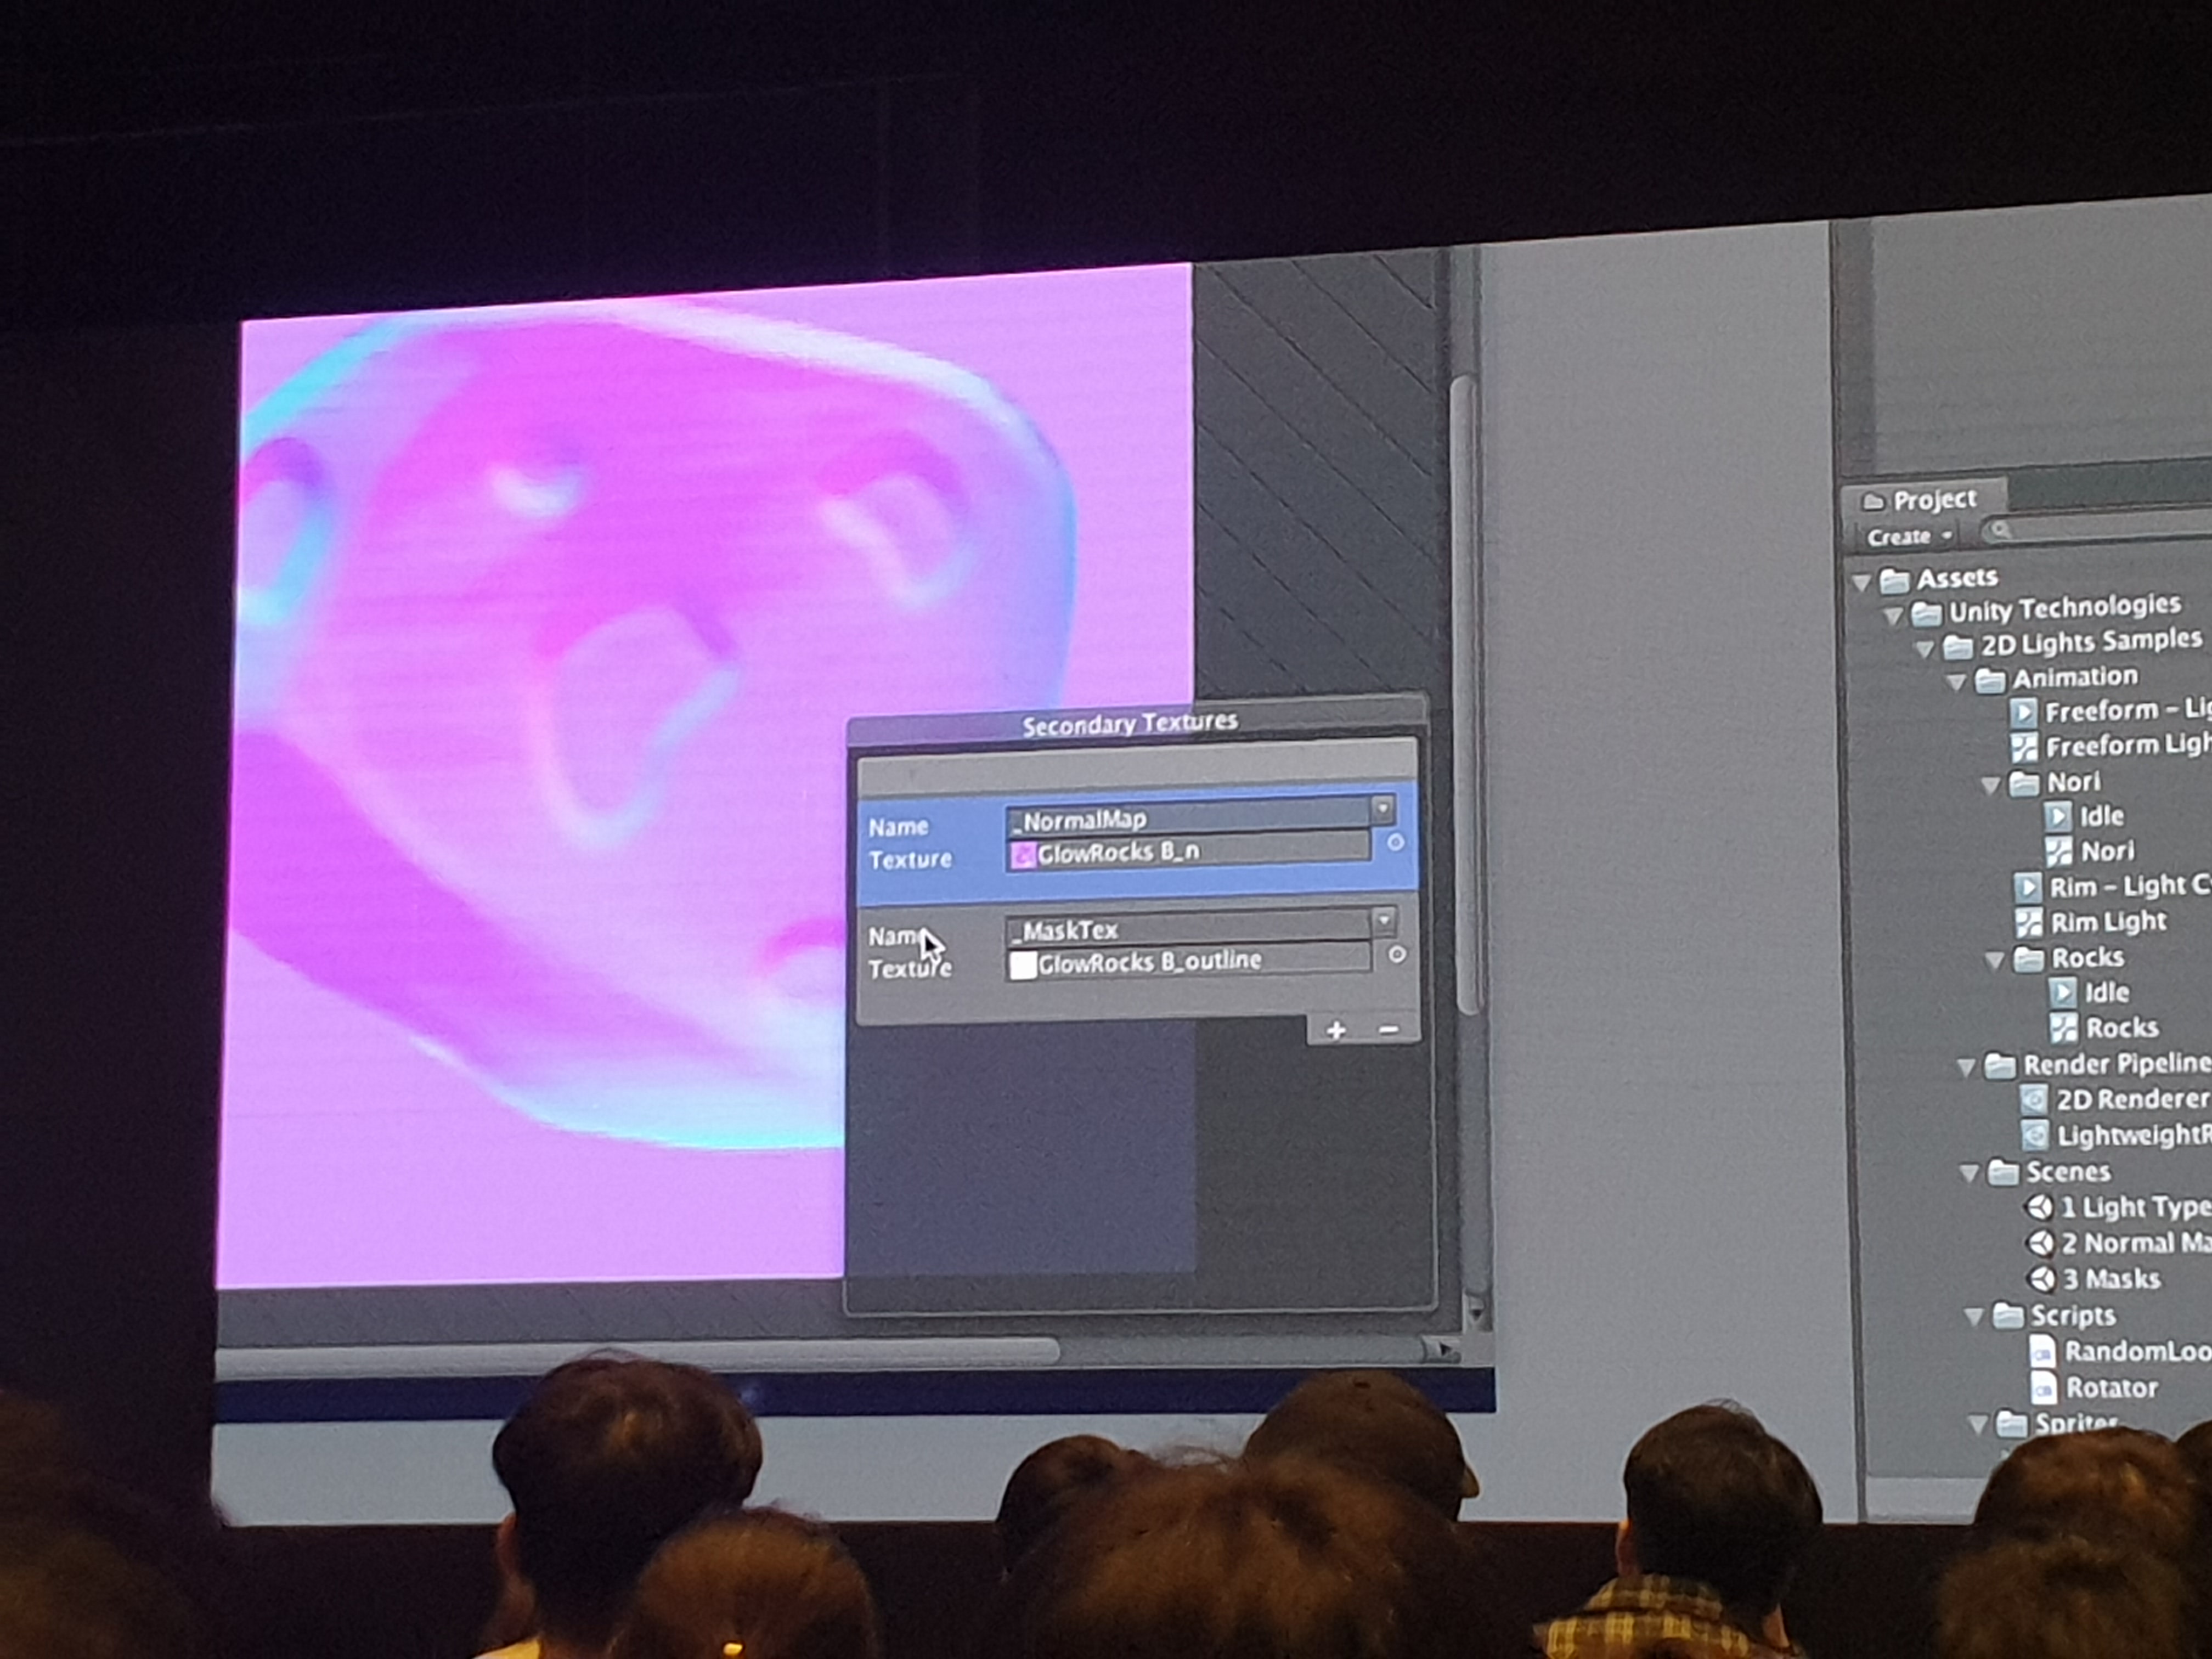 Secondary Textures
Name _NormalMap
Texture GlowRocks B_n
Name _MaskTex
Texture GlowRocks B_outline
+ −
Project
Create
Assets
Unity Technologies
2D Lights Samples
Animation
Freeform – Lig
Freeform Ligh
Nori
Idle
Nori
Rim – Light C
Rim Light
Rocks
Idle
Rocks
Render Pipeline
2D Renderer
LightweightR
Scenes
1 Light Type
2 Normal Ma
3 Masks
Scripts
RandomLoo
Rotator
Sprites